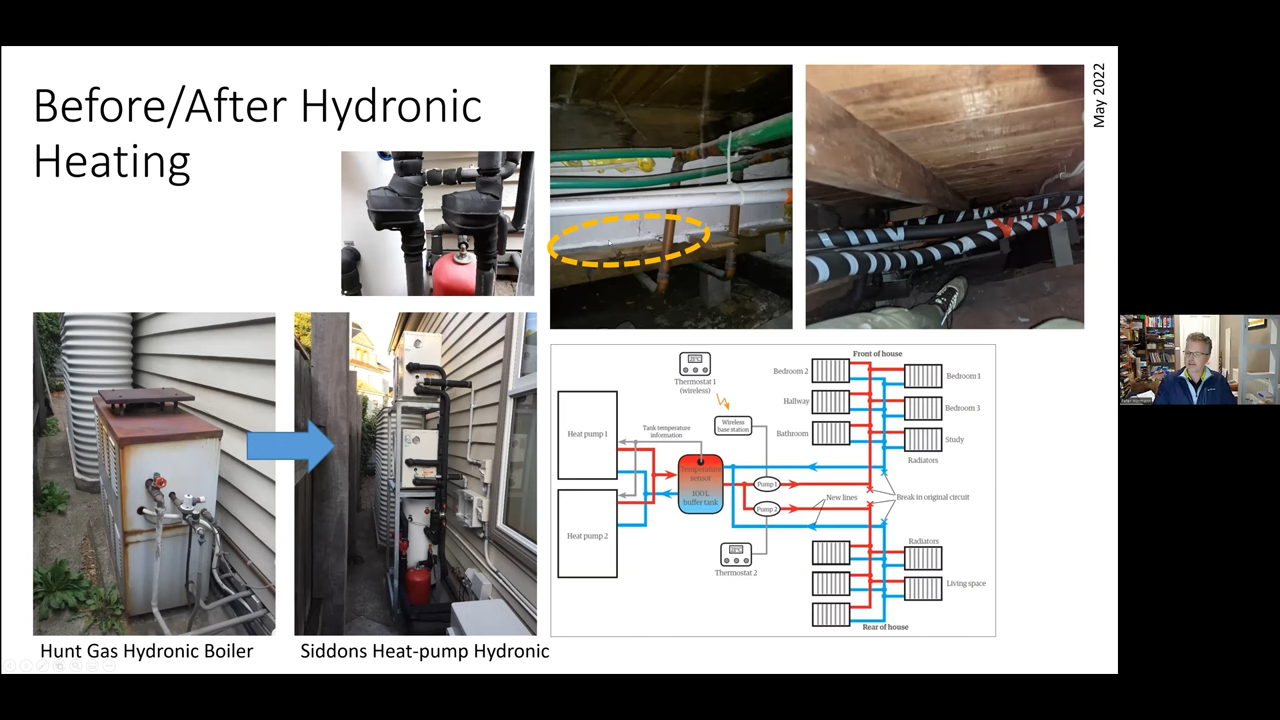 Before/After Hydronic
Heating
May 2022
Hunt Gas Hydronic Boiler
Siddons Heat-pump Hydronic
Thermostat 1
(wireless)
Wireless
base station
Tank temperature
information
Heat pump 1
Heat pump 2
Temperature
sensor
100 L
buffer tank
Pump 1
Pump 2
Thermostat 2
New lines
Break in original circuit
Front of house
Bedroom 2
Bedroom 1
Hallway
Bedroom 3
Bathroom
Study
Radiators
Radiators
Living space
Rear of house